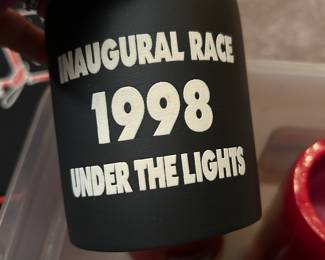 INAUGURAL RACE
1998
UNDER THE LIGHTS